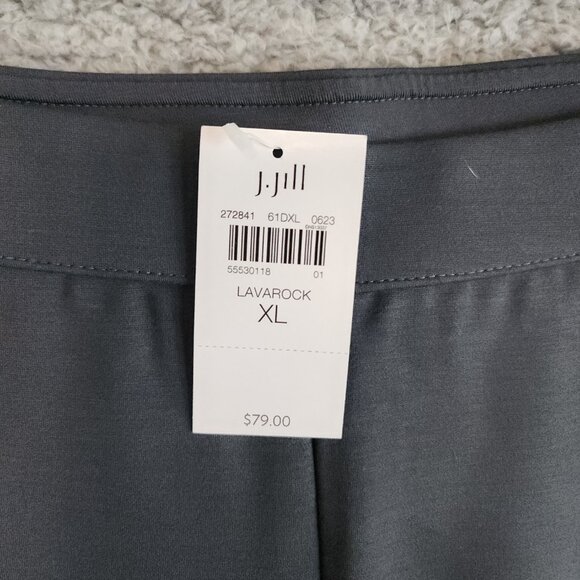 J.Jill
272841 61DXL 0623
55530118 01
LAVAROCK
XL
$79.00